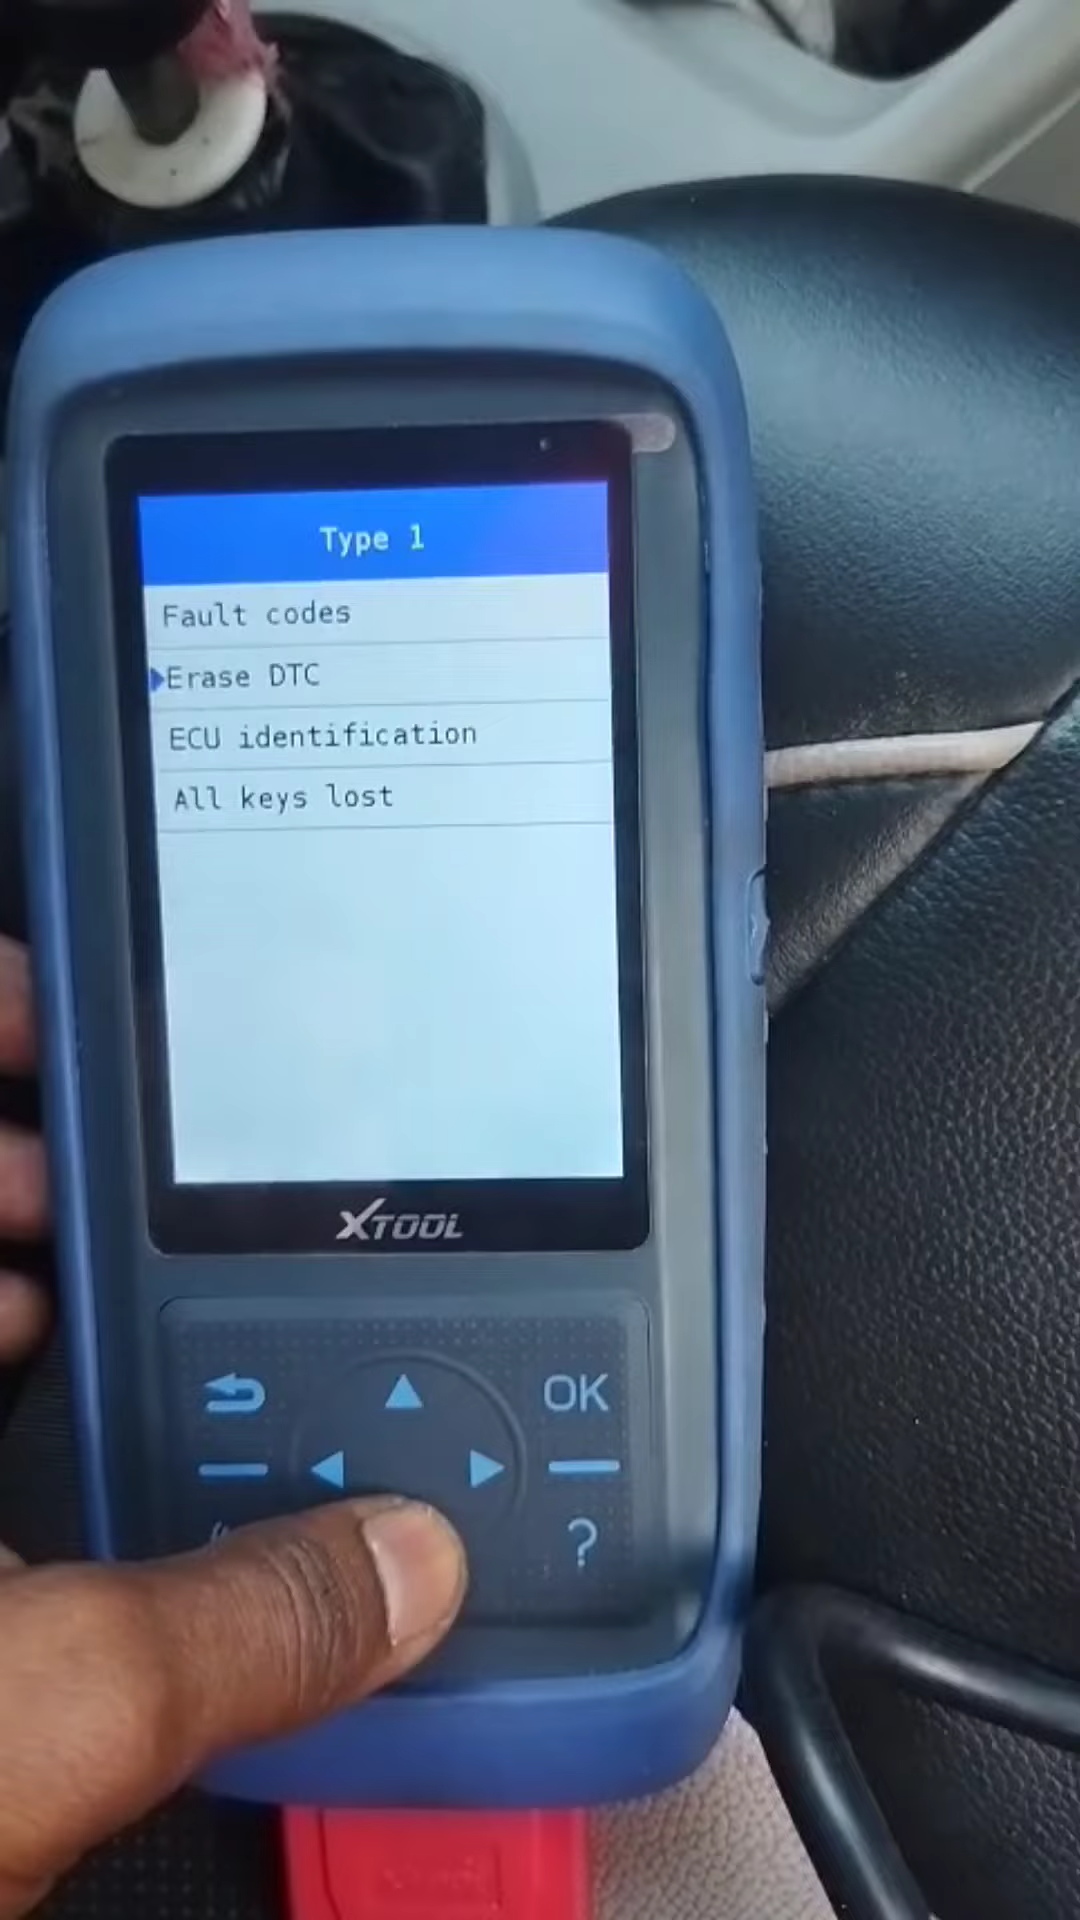 Type 1
Fault codes
Erase DTC
ECU identification
All keys lost
XTOOL
OK
?